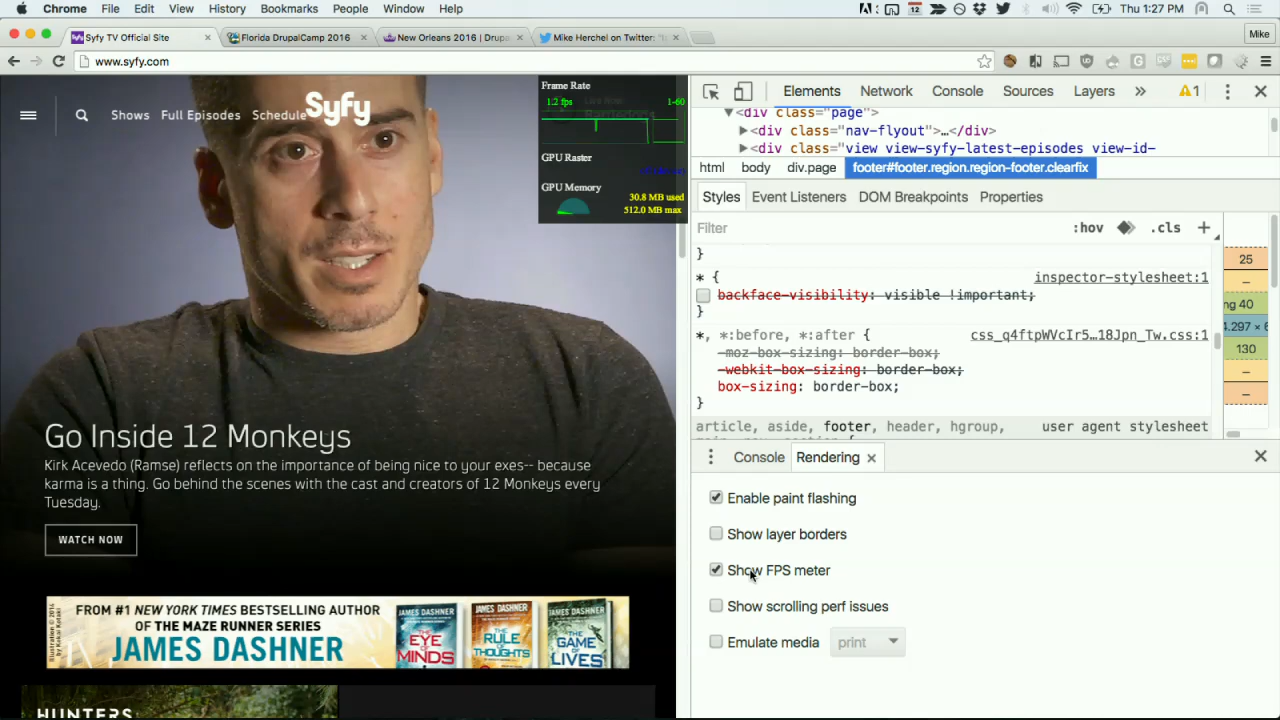 Chrome File Edit View History Bookmarks People Window Help 12 Thu 1:27 PM
Syfy TV Official Site × Florida DrupalCamp 2016 × New Orleans 2016 | Drupa × Mike Herchel on Twitter: × Mike
www.syfy.com
Shows Full Episodes Schedule Syfy
Frame Rate
1.2 fps 1-60
GPU Raster
GPU Memory
30.8 MB used
512.0 MB max
Go Inside 12 Monkeys
Kirk Acevedo (Ramse) reflects on the importance of being nice to your exes-- because
karma is a thing. Go behind the scenes with the cast and creators of 12 Monkeys every
Tuesday.
WATCH NOW
FROM #1 NEW YORK TIMES BESTSELLING AUTHOR
OF THE MAZE RUNNER SERIES
JAMES DASHNER
THE EYE OF MINDS
THE RULE OF THOUGHTS
THE GAME OF LIVES
HUNTERS
Elements Network Console Sources Layers » 1
▼<div class="page">
▶<div class="nav-flyout">…</div>
▶<div class="view view-syfy-latest-episodes view-id-
html body div.page footer#footer.region.region-footer.clearfix
Styles Event Listeners DOM Breakpoints Properties
Filter :hov .cls +
}
* { inspector-stylesheet:1
backface-visibility: visible !important;
}
*, *:before, *:after { css_q4ftpWVcIr5…18Jpn_Tw.css:1
-moz-box-sizing: border-box;
-webkit-box-sizing: border-box;
box-sizing: border-box;
}
article, aside, footer, header, hgroup, user agent stylesheet
25
–
ng 40
4.297 × 6
130
–
–
Console Rendering ×
Enable paint flashing
Show layer borders
Show FPS meter
Show scrolling perf issues
Emulate media print